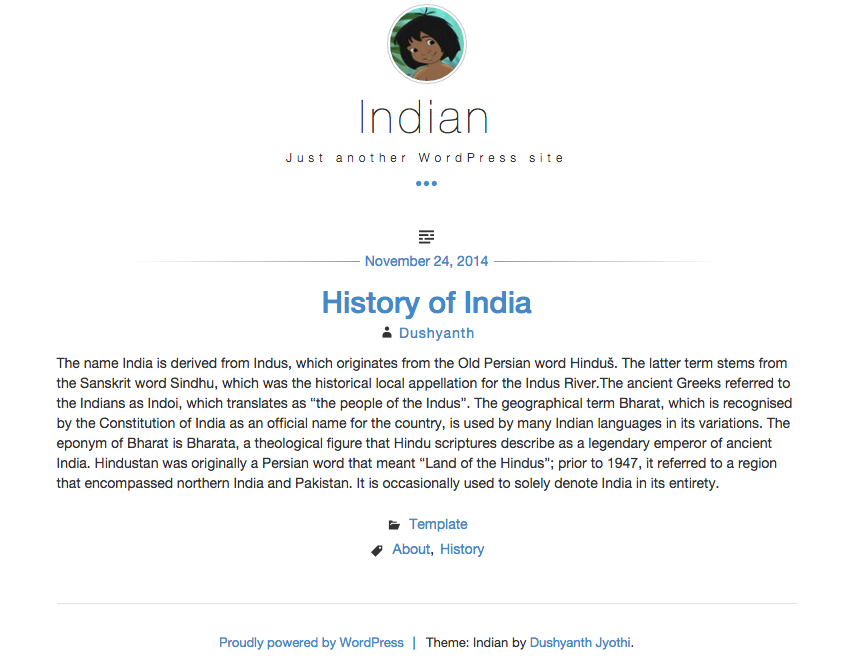 Indian
Just another WordPress site
November 24, 2014
History of India
Dushyanth
The name India is derived from Indus, which originates from the Old Persian word Hinduš. The latter term stems from
the Sanskrit word Sindhu, which was the historical local appellation for the Indus River.The ancient Greeks referred to
the Indians as Indoi, which translates as “the people of the Indus”. The geographical term Bharat, which is recognised
by the Constitution of India as an official name for the country, is used by many Indian languages in its variations. The
eponym of Bharat is Bharata, a theological figure that Hindu scriptures describe as a legendary emperor of ancient
India. Hindustan was originally a Persian word that meant “Land of the Hindus”; prior to 1947, it referred to a region
that encompassed northern India and Pakistan. It is occasionally used to solely denote India in its entirety.
Template
About, History
Proudly powered by WordPress | Theme: Indian by Dushyanth Jyothi.